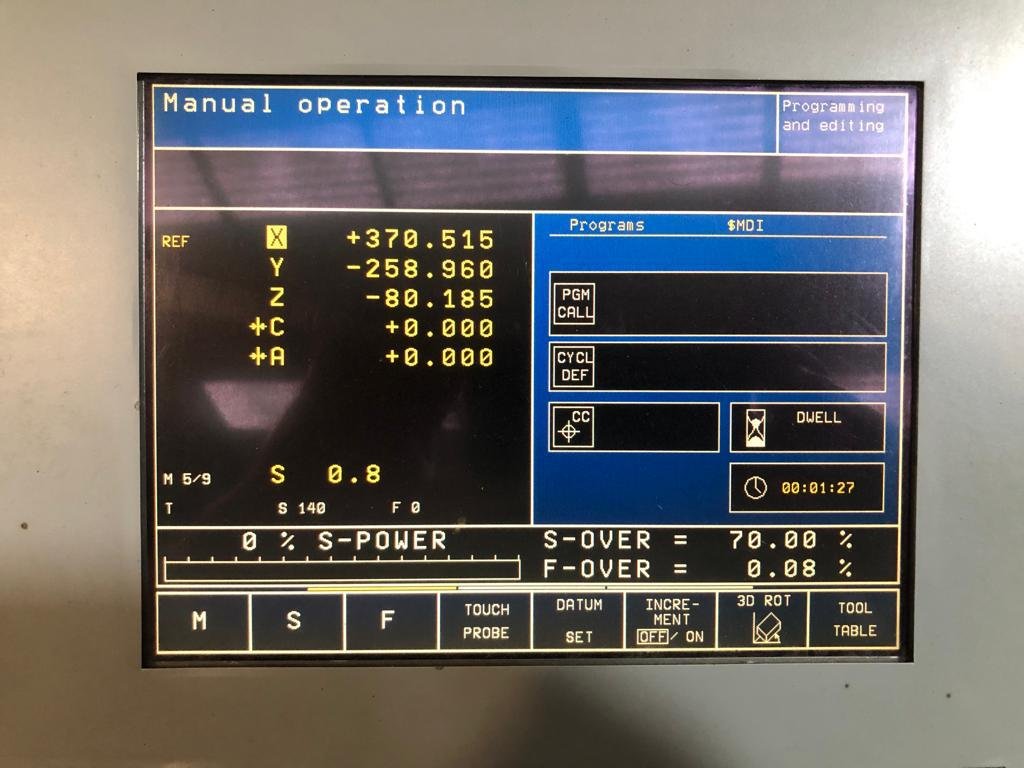 Manual operation
Programming
and editing
REF X +370.515
Y -258.960
Z -80.185
C +0.000
A +0.000
M 5/9 S 0.8
T S 140 F 0
Programs $MDI
PGM
CALL
CYCL
DEF
CC
DWELL
00:01:27
0 % S-POWER
S-OVER = 70.00 %
F-OVER = 0.08 %
M
S
F
TOUCH
PROBE
DATUM
SET
INCRE-
MENT
OFF/ ON
3D ROT
TOOL
TABLE